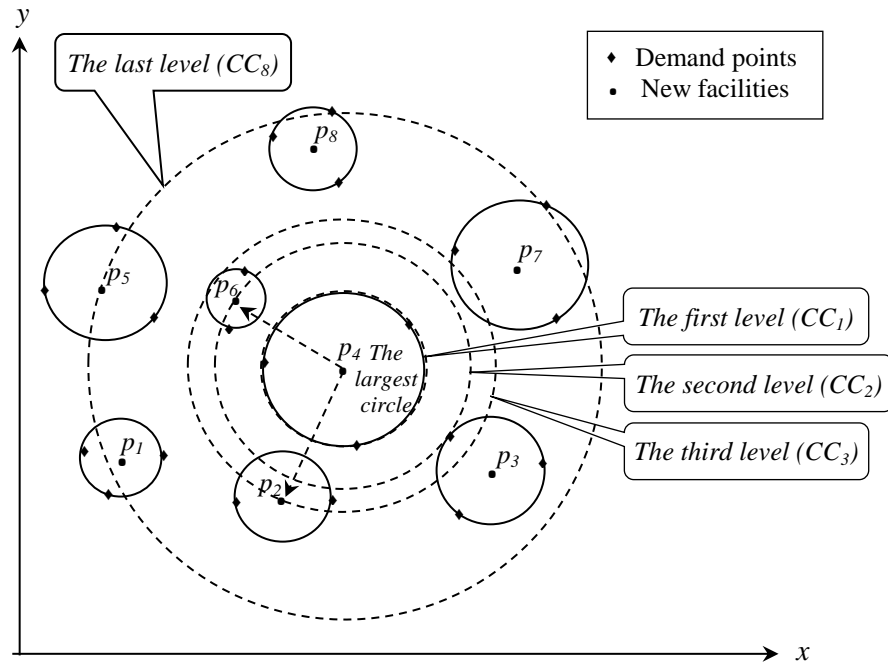 y
The last level (CC8)
Demand points
New facilities
p8
p7
p5
p6
The first level (CC1)
p4 The
largest
circle
The second level (CC2)
The third level (CC3)
p1
p3
p2
x